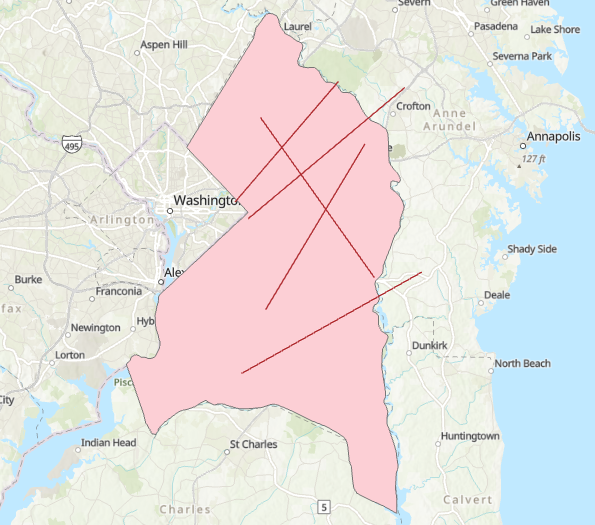 Severn
Green Haven
Laurel
Pasadena
Lake Shore
Aspen Hill
Severna Park
Crofton
Anne
Arundel
495
Annapolis
127 ft
Washingto
Arlington
Shady Side
Alex
Burke
Franconia
Deale
Hyb
Newington
Dunkirk
Lorton
North Beach
Pisc
City
Indian Head
St Charles
Huntingtown
5
Charles
Calvert